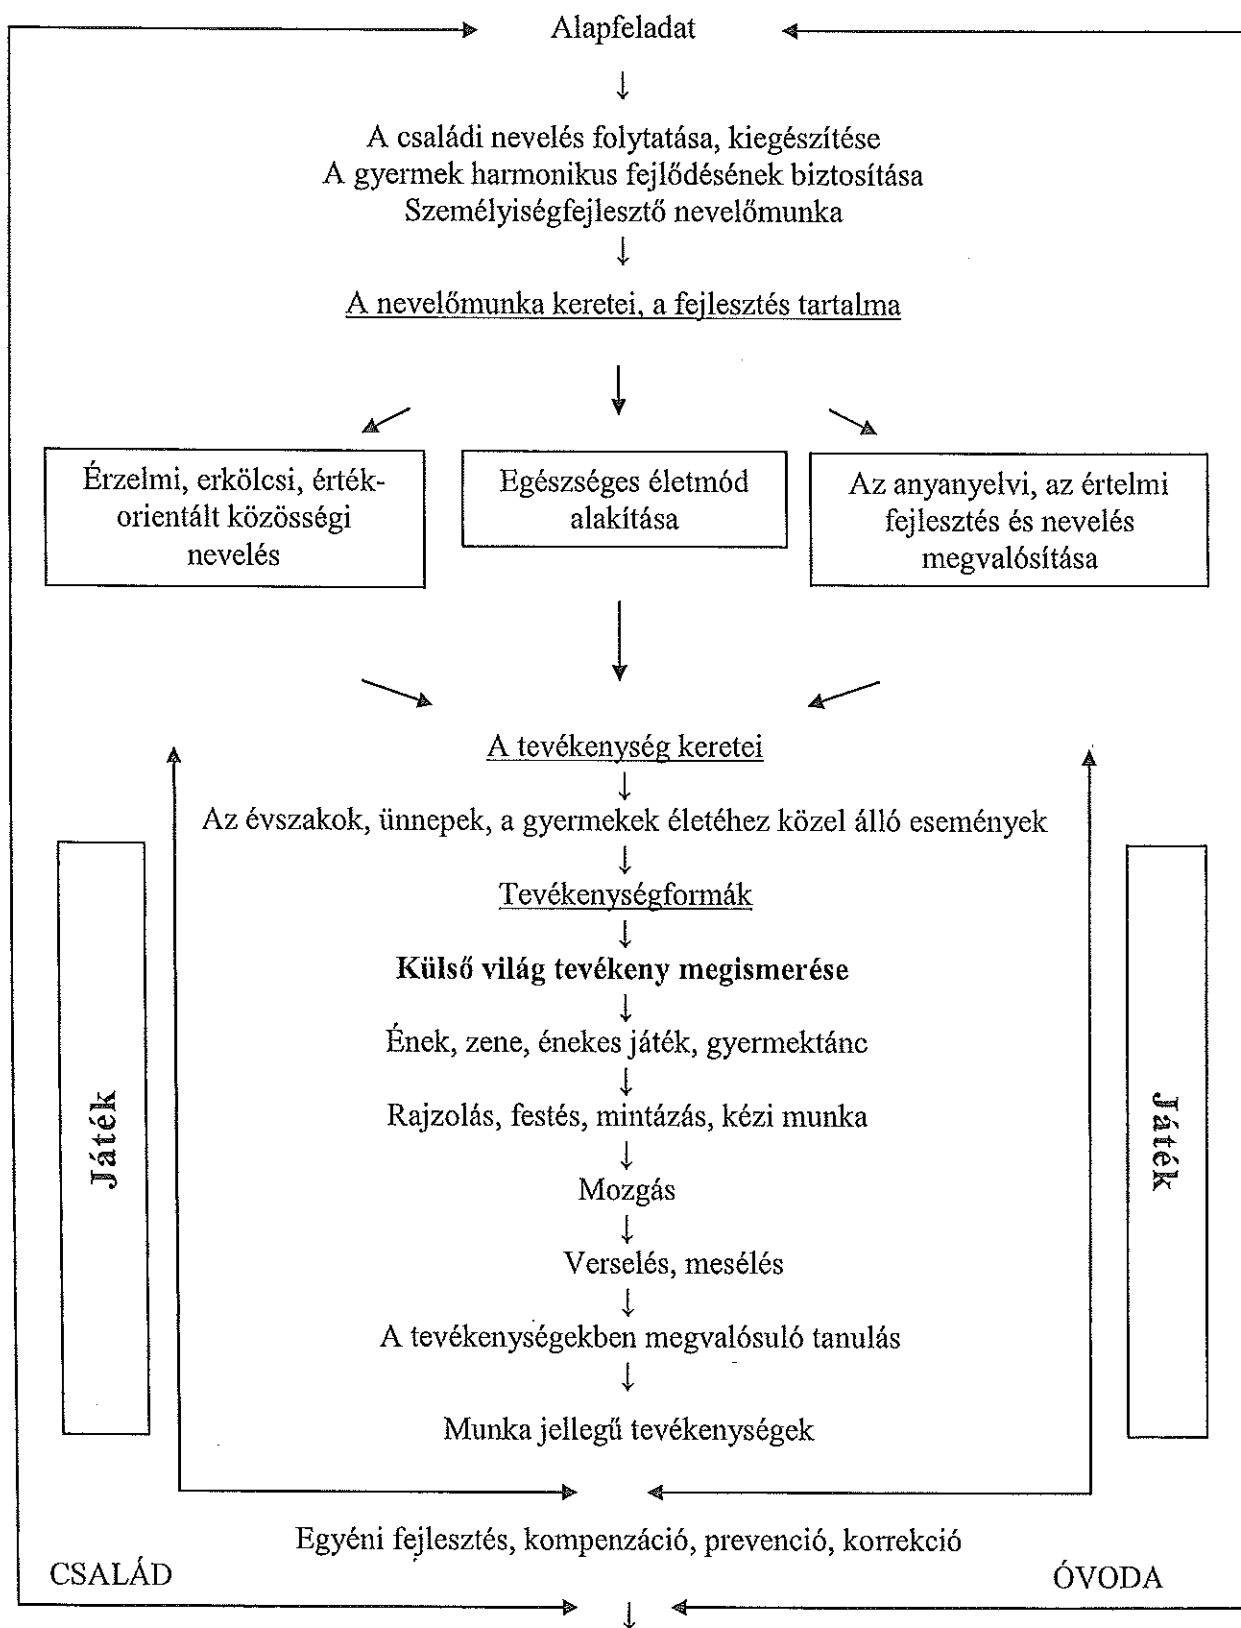 Alapfeladat
A családi nevelés folytatása, kiegészítése
A gyermek harmonikus fejlődésének biztosítása
Személyiségfejlesztő nevelőmunka
A nevelőmunka keretei, a fejlesztés tartalma
Érzelmi, erkölcsi, érték-
orientált közösségi
nevelés
Egészséges életmód
alakítása
Az anyanyelvi, az értelmi
fejlesztés és nevelés
megvalósítása
A tevékenység keretei
Az évszakok, ünnepek, a gyermekek életéhez közel álló események
Tevékenységformák
Külső világ tevékeny megismerése
Ének, zene, énekes játék, gyermektánc
Rajzolás, festés, mintázás, kézi munka
Mozgás
Verselés, mesélés
A tevékenységekben megvalósuló tanulás
Munka jellegű tevékenységek
Játék
Játék
Egyéni fejlesztés, kompenzáció, prevenció, korrekció
CSALÁD
ÓVODA